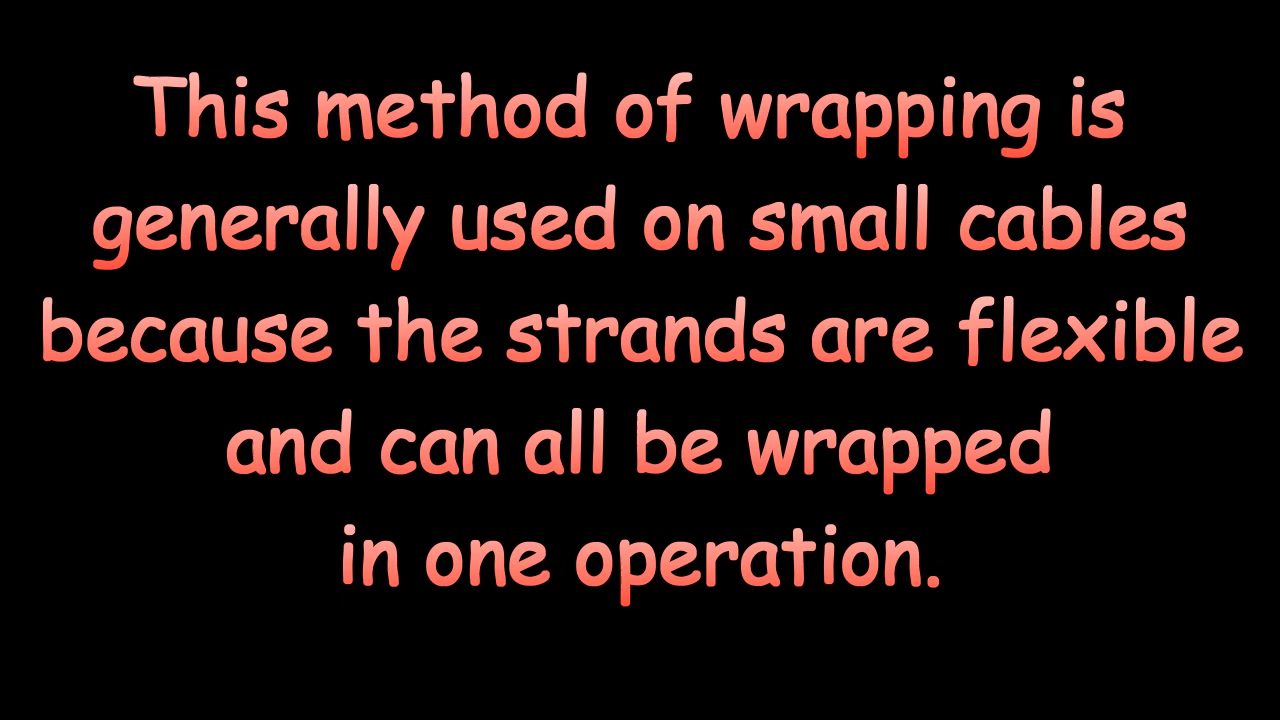 This method of wrapping is
generally used on small cables
because the strands are flexible
and can all be wrapped
in one operation.